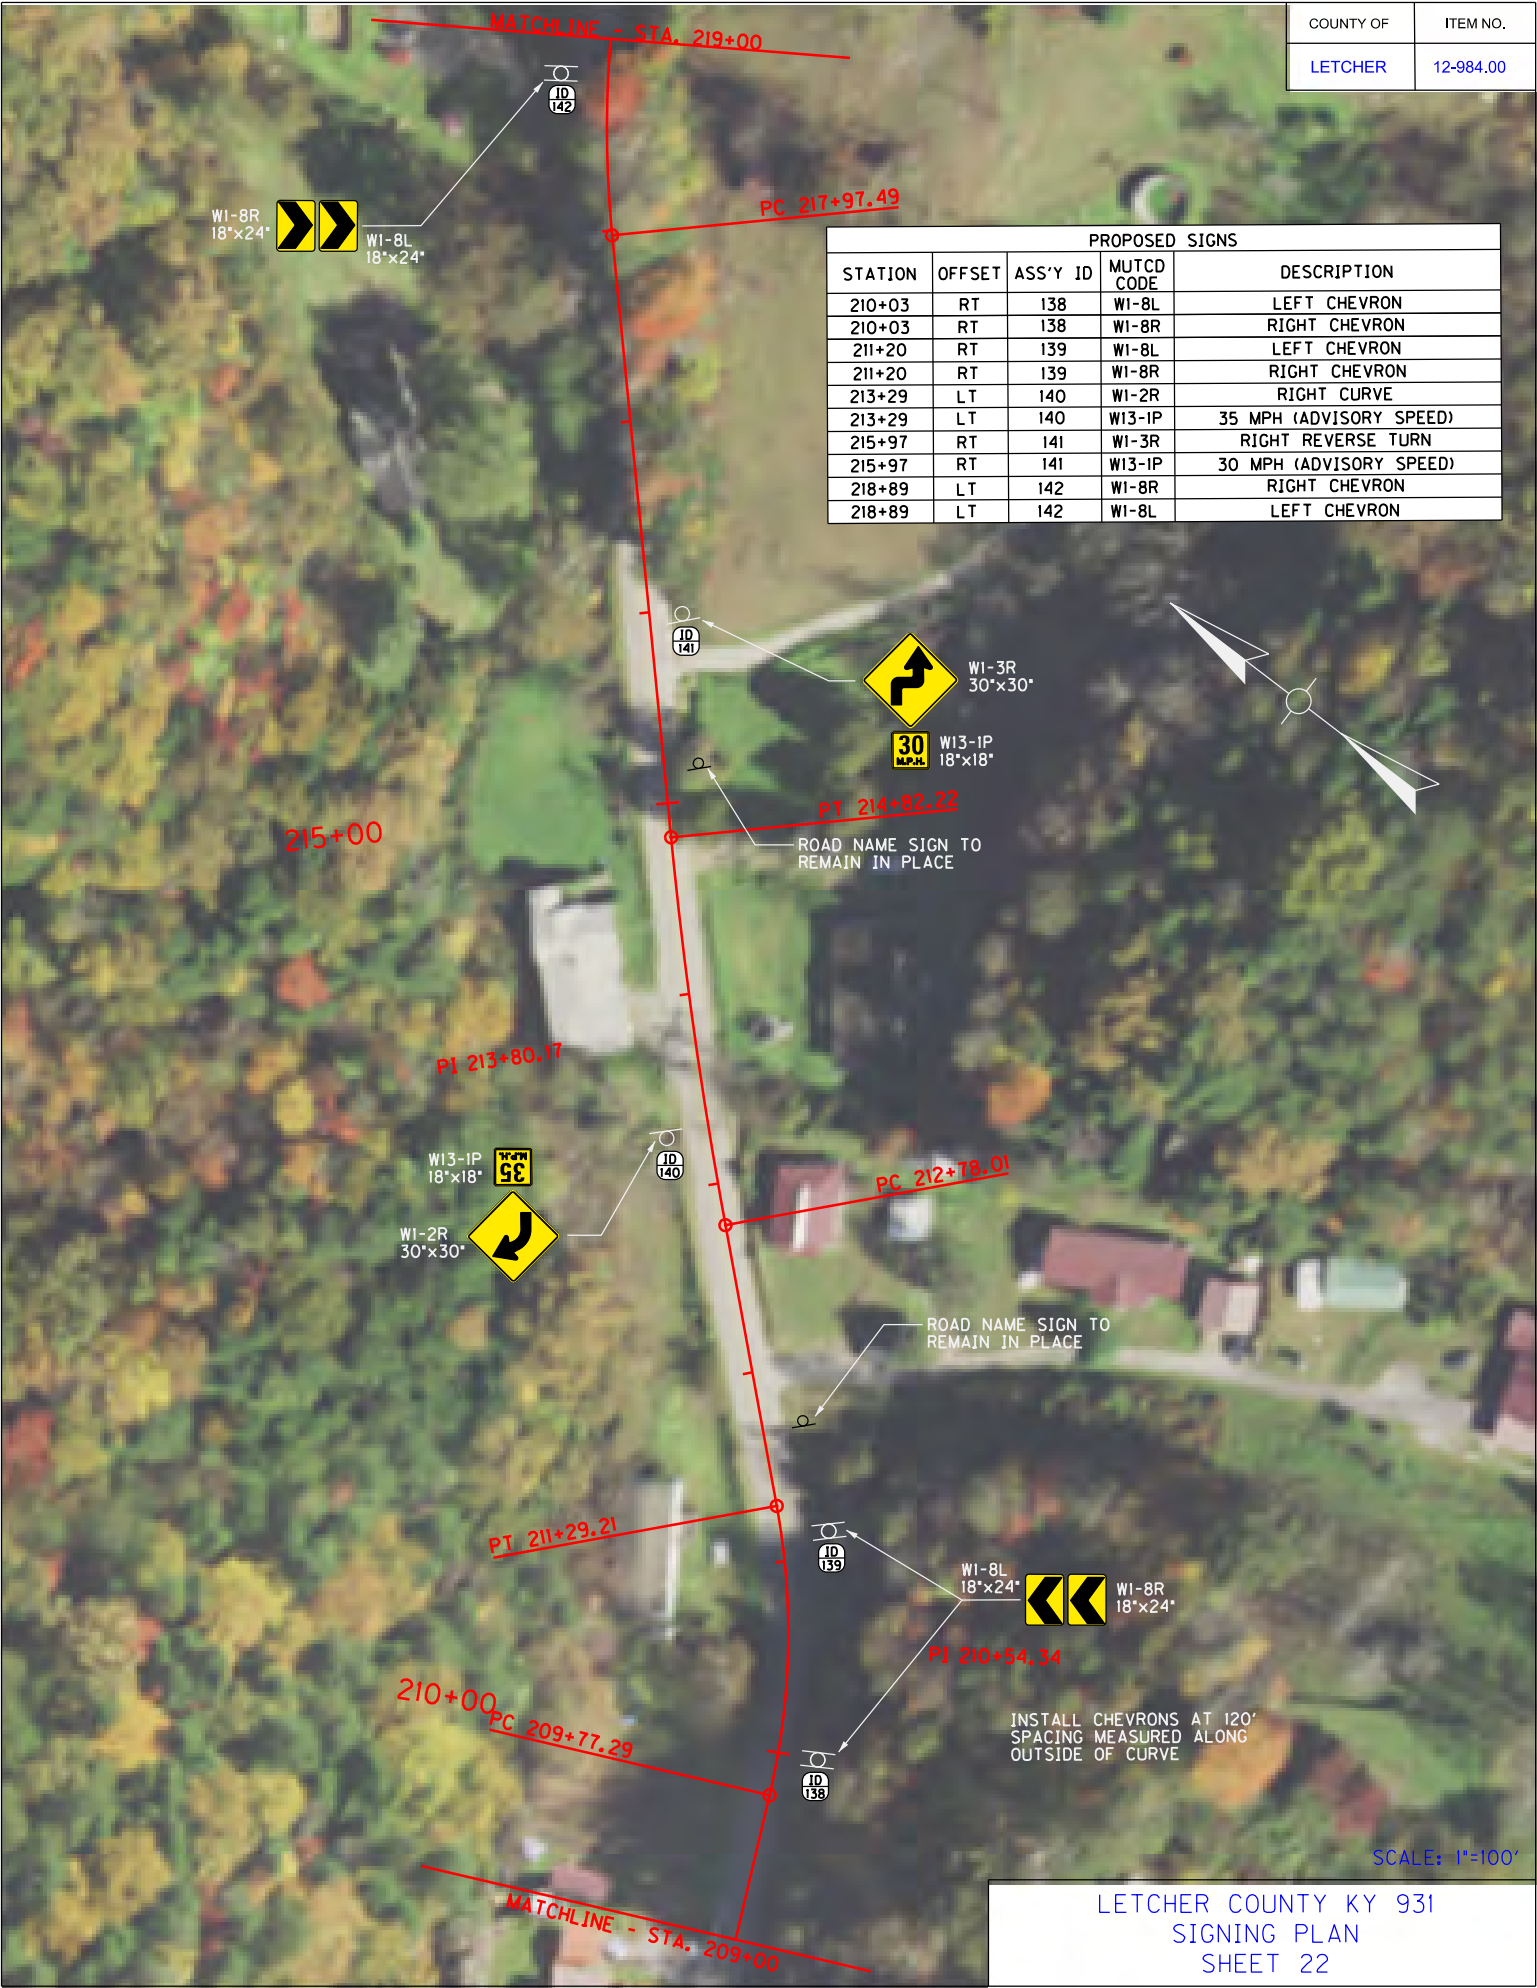 COUNTY OF ITEM NO.
LETCHER 12-984.00
MATCHLINE - STA. 219+00
ID
142
W1-8R
18"x24"
W1-8L
18"x24"
PC 217+97.49
PROPOSED SIGNS
STATION OFFSET ASS'Y ID MUTCD CODE DESCRIPTION
210+03 RT 138 W1-8L LEFT CHEVRON
210+03 RT 138 W1-8R RIGHT CHEVRON
211+20 RT 139 W1-8L LEFT CHEVRON
211+20 RT 139 W1-8R RIGHT CHEVRON
213+29 LT 140 W1-2R RIGHT CURVE
213+29 LT 140 W13-1P 35 MPH (ADVISORY SPEED)
215+97 RT 141 W1-3R RIGHT REVERSE TURN
215+97 RT 141 W13-1P 30 MPH (ADVISORY SPEED)
218+89 LT 142 W1-8R RIGHT CHEVRON
218+89 LT 142 W1-8L LEFT CHEVRON
ID
141
W1-3R
30"x30"
30
M.P.H.
W13-1P
18"x18"
PT 214+82.22
215+00
ROAD NAME SIGN TO
REMAIN IN PLACE
PI 213+80.17
W13-1P
18"x18"
35
M.P.H.
ID
140
W1-2R
30"x30"
PC 212+78.01
ROAD NAME SIGN TO
REMAIN IN PLACE
PT 211+29.21
ID
139
W1-8L
18"x24"
W1-8R
18"x24"
PI 210+54.34
210+00
PC 209+77.29
INSTALL CHEVRONS AT 120'
SPACING MEASURED ALONG
OUTSIDE OF CURVE
ID
138
SCALE: 1"=100'
MATCHLINE - STA. 209+00
LETCHER COUNTY KY 931
SIGNING PLAN
SHEET 22